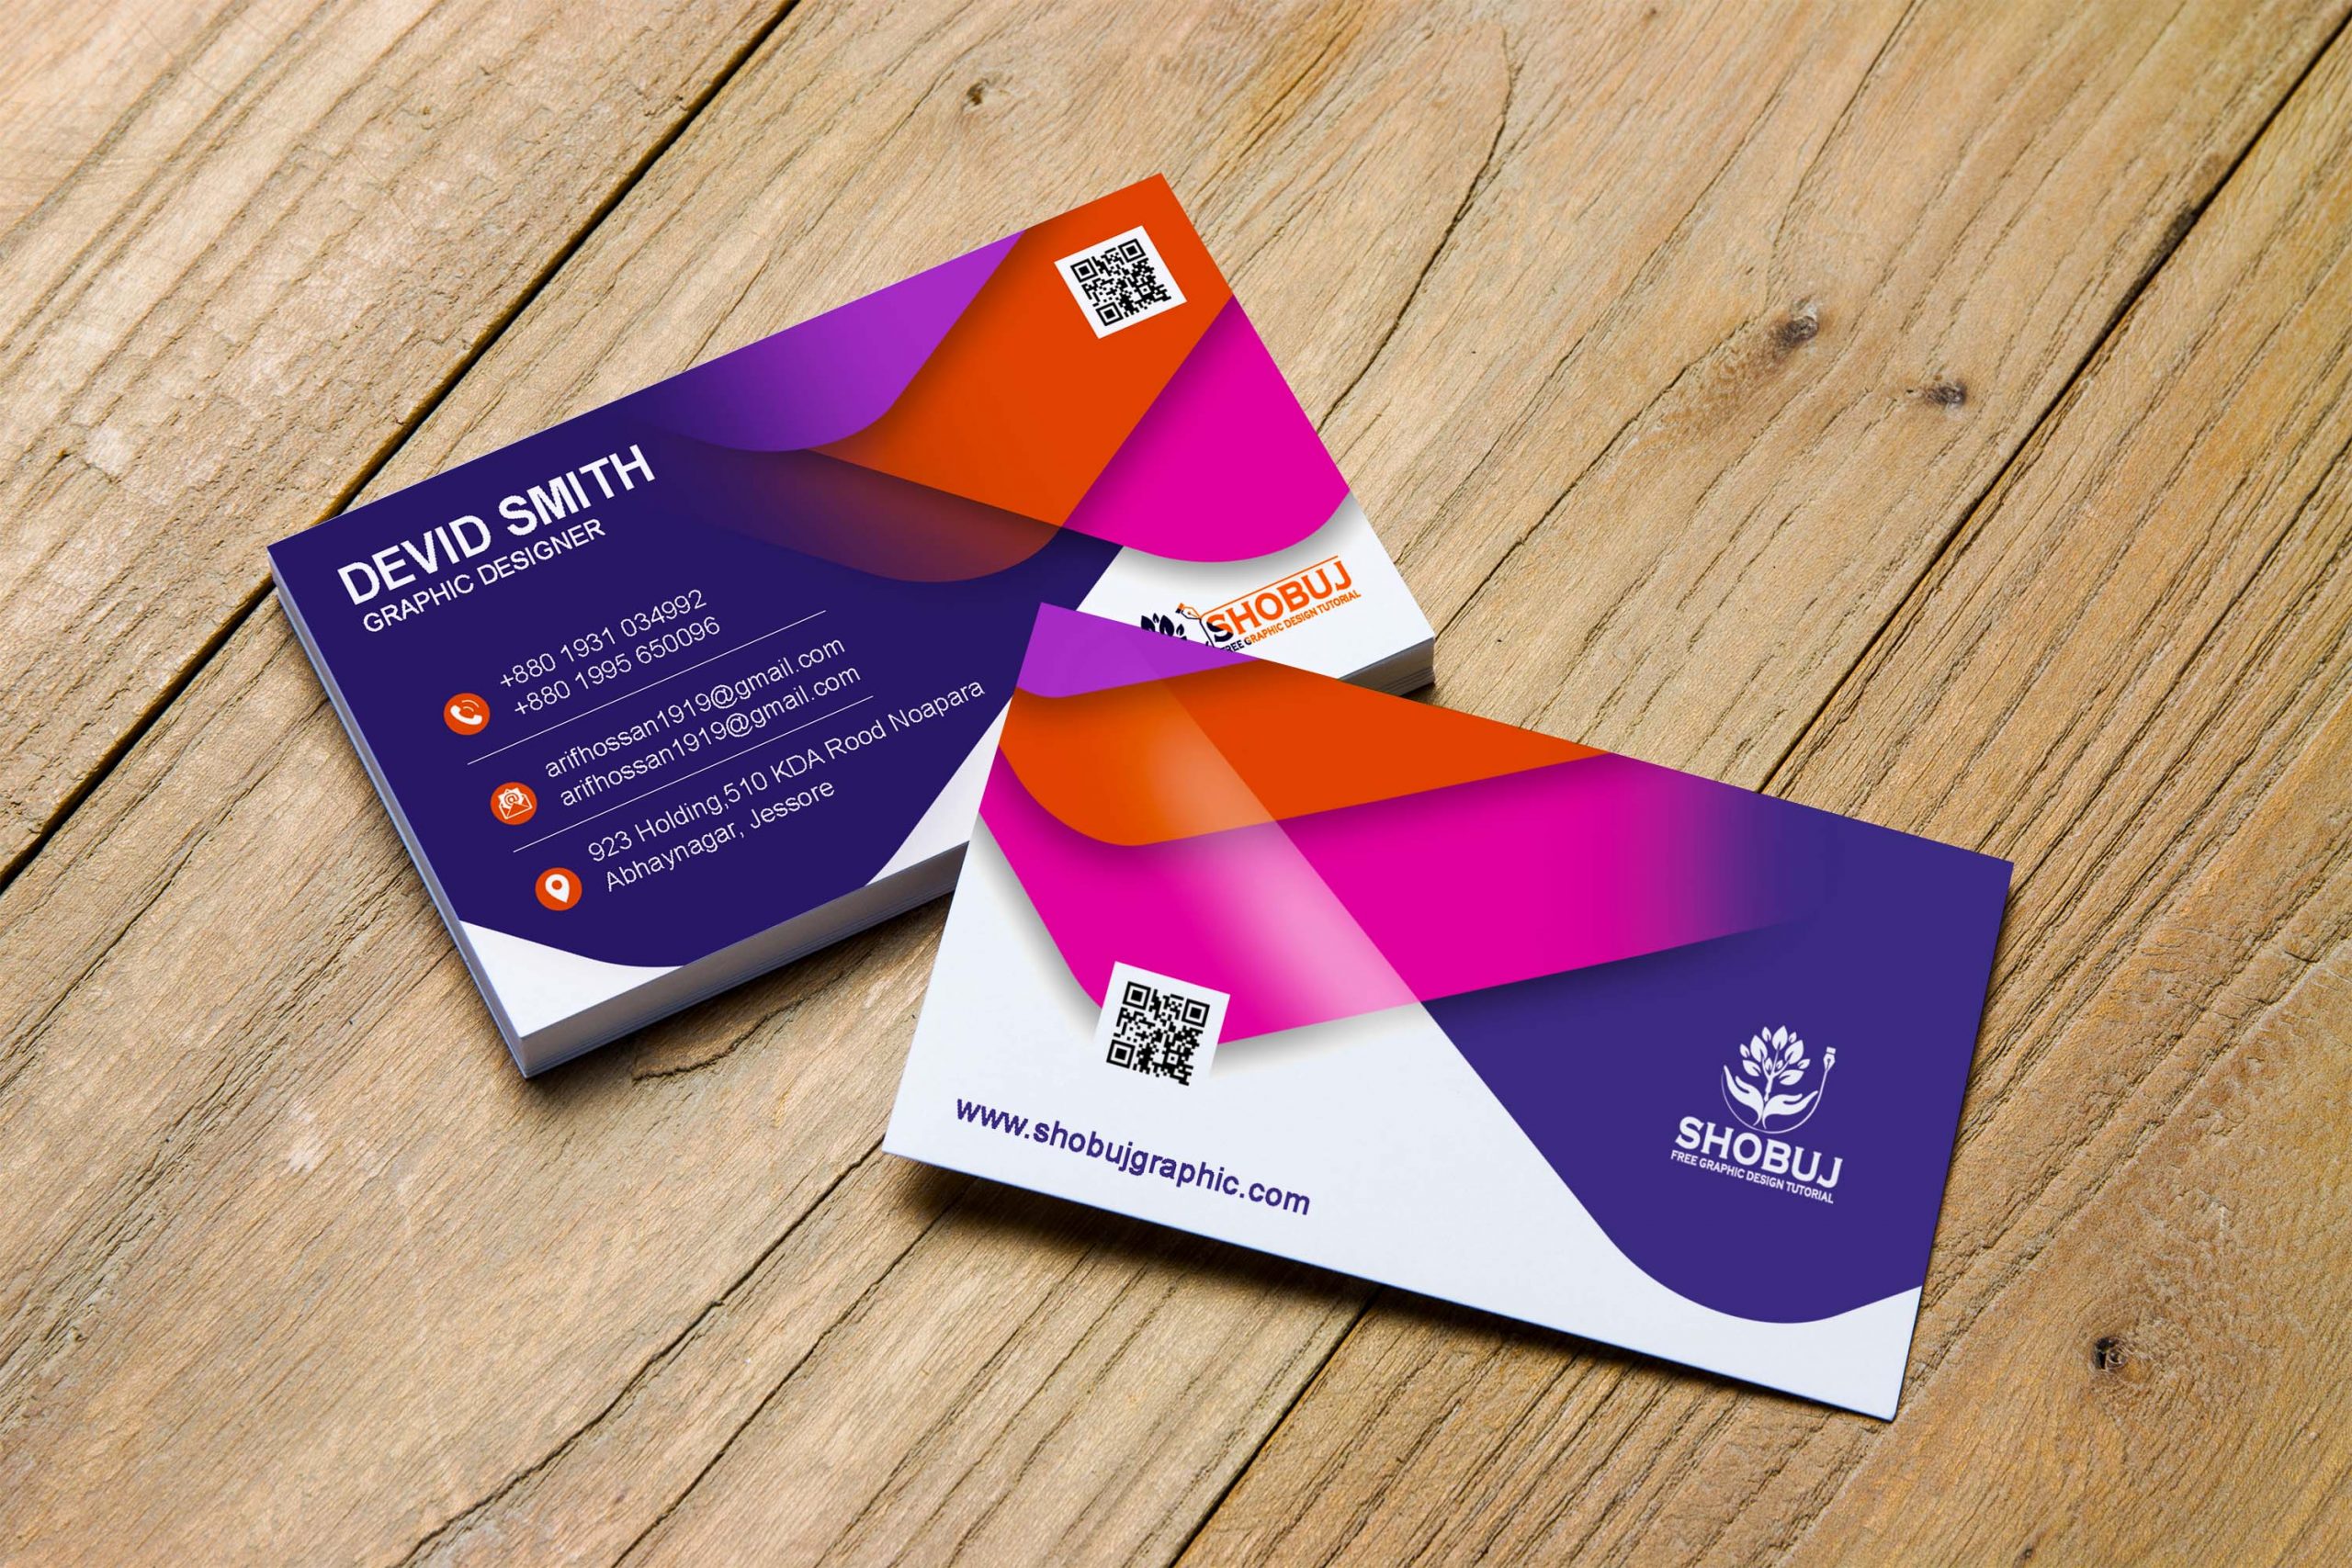 DEVID SMITH
GRAPHIC DESIGNER
+880 1931 034992
+880 1995 650096
arifhossan1919@gmail.com
arifhossan1919@gmail.com
923 Holding,510 KDA Rood Noapara
Abhaynagar, Jessore
SHOBUJ
GRAPHIC DESIGN TUTORIAL
www.shobujgraphic.com
SHOBUJ
FREE GRAPHIC DESIGN TUTORIAL